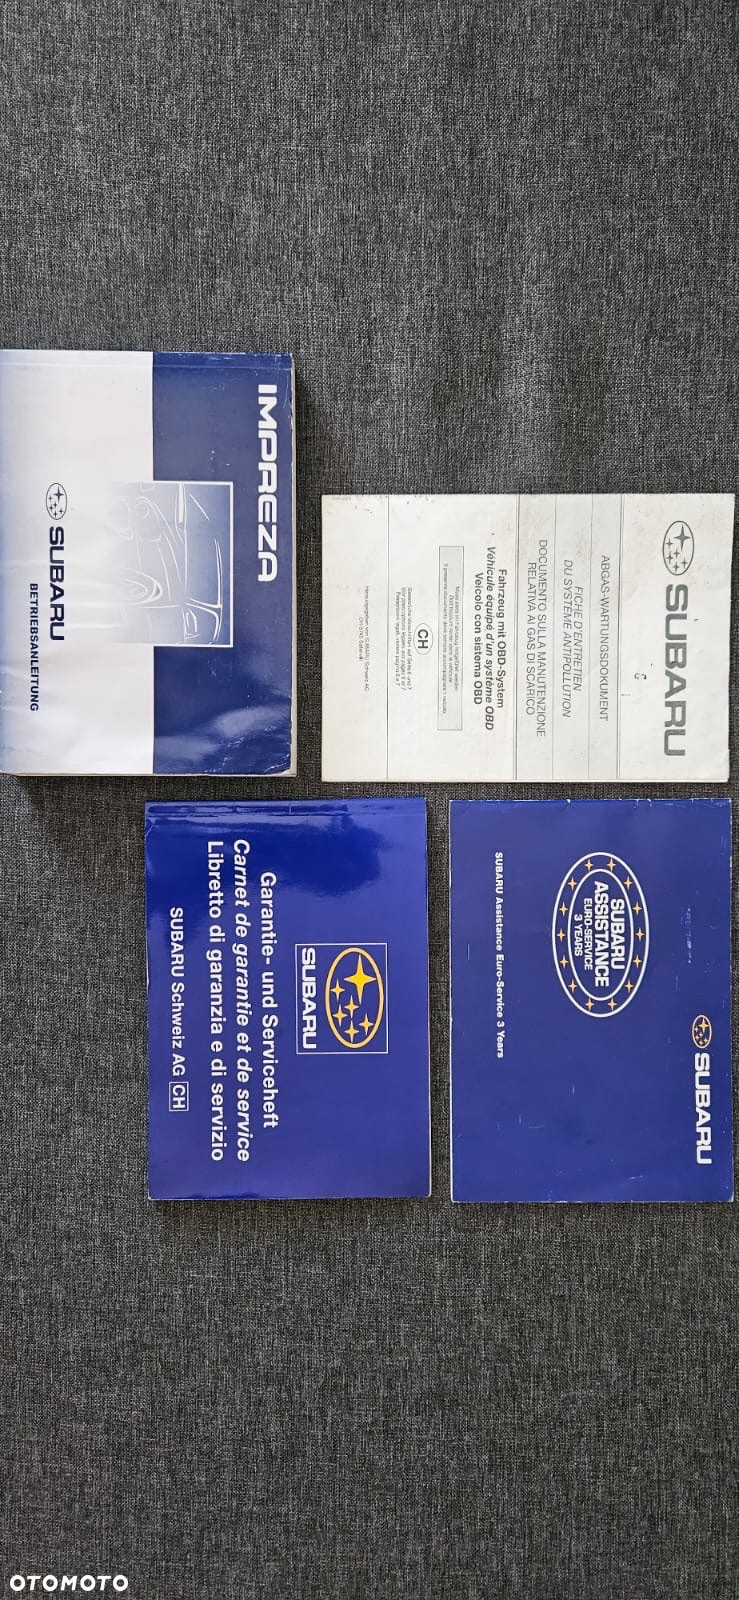 IMPREZA
SUBARU
BETRIEBSANLEITUNG
SUBARU
ABGAS-WARTUNGSDOKUMENT
FICHE D'ENTRETIEN
DU SYSTÈME ANTIPOLLUTION
DOCUMENTO SULLA MANUTENZIONE
RELATIVA AI GAS DI SCARICO
Fahrzeug mit OBD-System
Véhicule équipé d'un système OBD
Veicolo con sistema OBD
CH
SUBARU
Garantie- und Serviceheft
Carnet de garantie et de service
Libretto di garanzia e di servizio
SUBARU Schweiz AG CH
SUBARU
SUBARU
ASSISTANCE
EURO-SERVICE
3 YEARS
SUBARU Assistance Euro-Service 3 Years
OTOMOTO